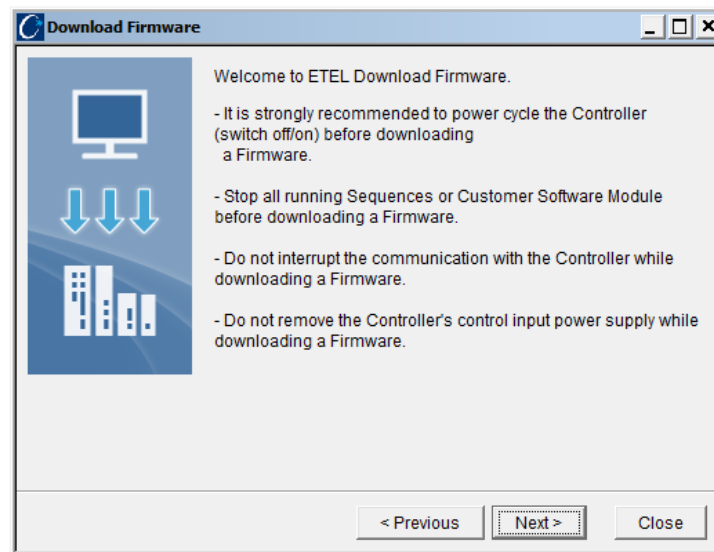 Download Firmware
Welcome to ETEL Download Firmware.
- It is strongly recommended to power cycle the Controller
(switch off/on) before downloading
a Firmware.
- Stop all running Sequences or Customer Software Module
before downloading a Firmware.
- Do not interrupt the communication with the Controller while
downloading a Firmware.
- Do not remove the Controller's control input power supply while
downloading a Firmware.
< Previous
Next >
Close